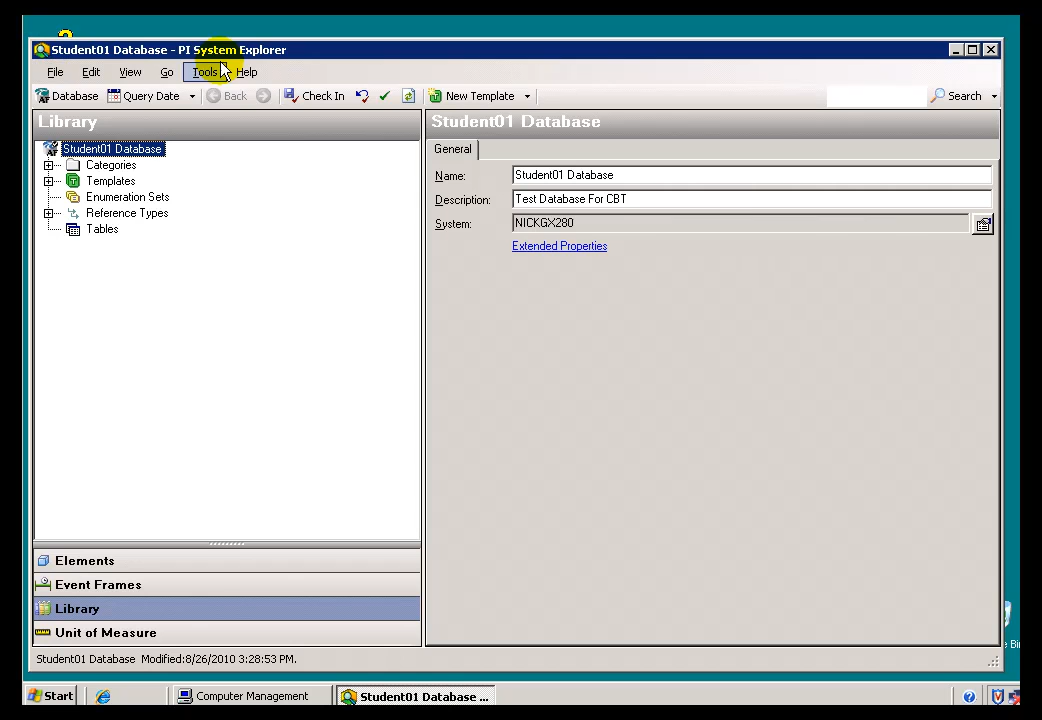 Student01 Database - PI System Explorer
File Edit View Go Tools Help
Database Query Date Back Check In New Template Search
Library
Student01 Database
Categories
Templates
Enumeration Sets
Reference Types
Tables
Elements
Event Frames
Library
Unit of Measure
Student01 Database
General
Name: Student01 Database
Description: Test Database For CBT
System: NICKGX280
Extended Properties
Student01 Database Modified:8/26/2010 3:28:53 PM.
Start Computer Management Student01 Database ...